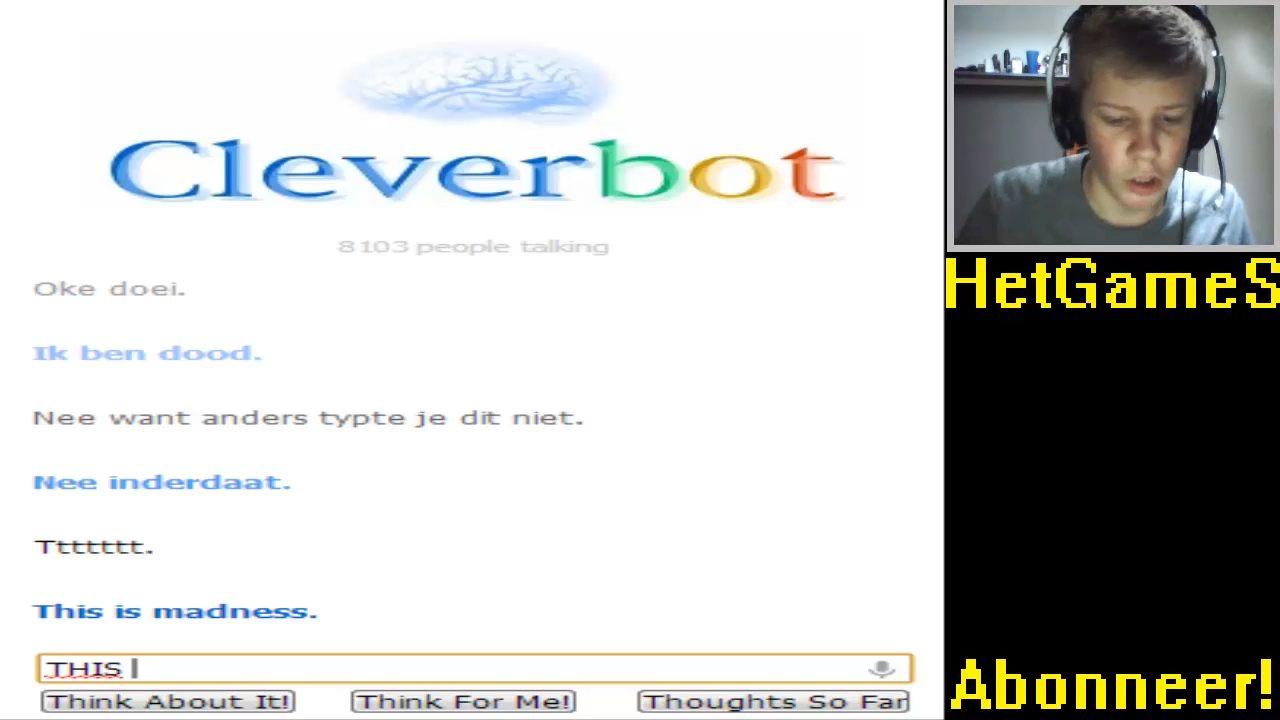 Cleverbot
8103 people talking
Oke doei.
Ik ben dood.
Nee want anders typte je dit niet.
Nee inderdaat.
Ttttttt.
This is madness.
THIS
Think About It!
Think For Me!
Thoughts So Far
HetGameS
Abonneer!